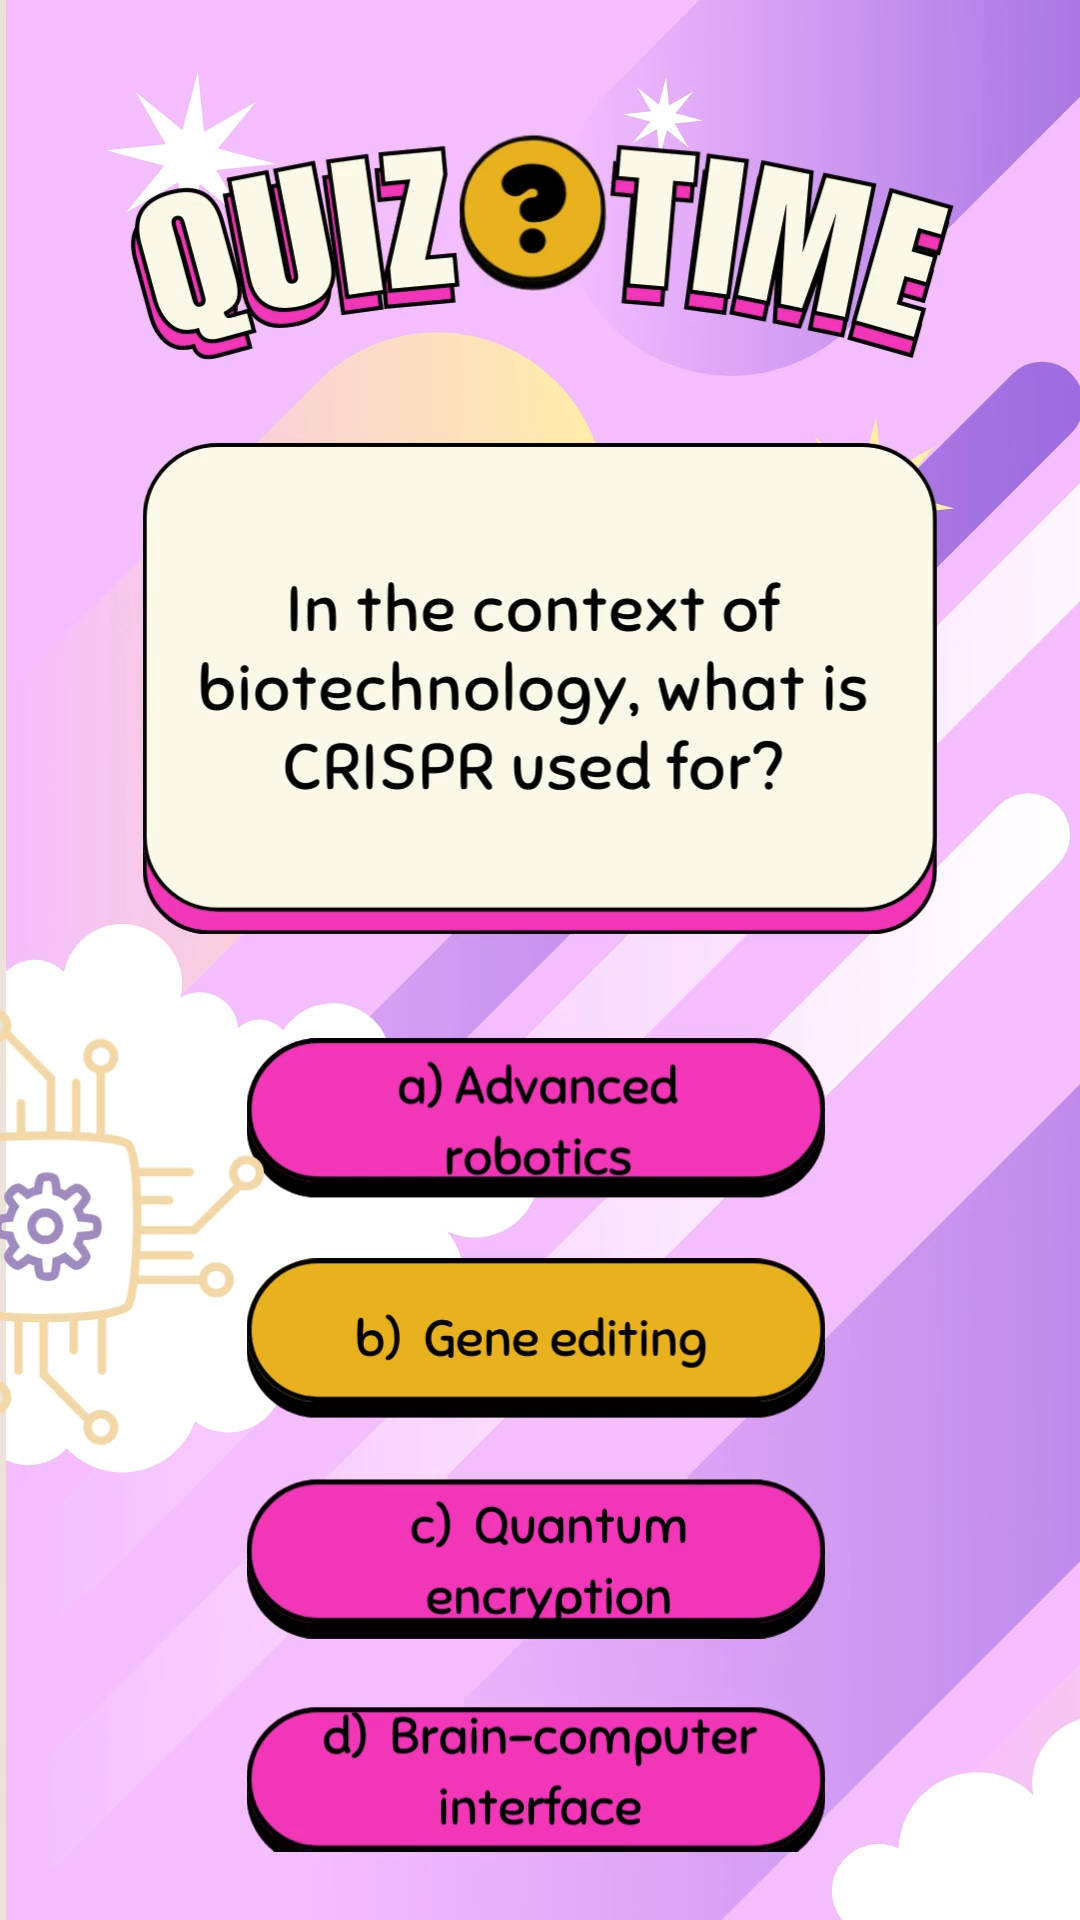 QUIZ ? TIME
In the context of
biotechnology, what is
CRISPR used for?
a) Advanced
robotics
b) Gene editing
c) Quantum
encryption
d) Brain-computer
interface